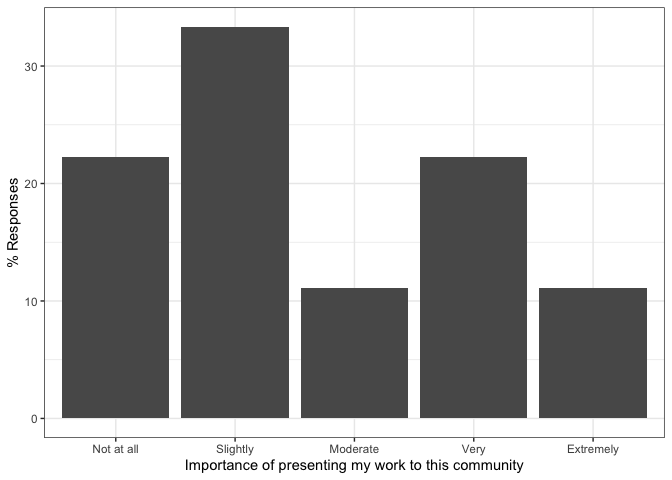 % Responses
30
20
10
0
Not at all Slightly Moderate Very Extremely
Importance of presenting my work to this community